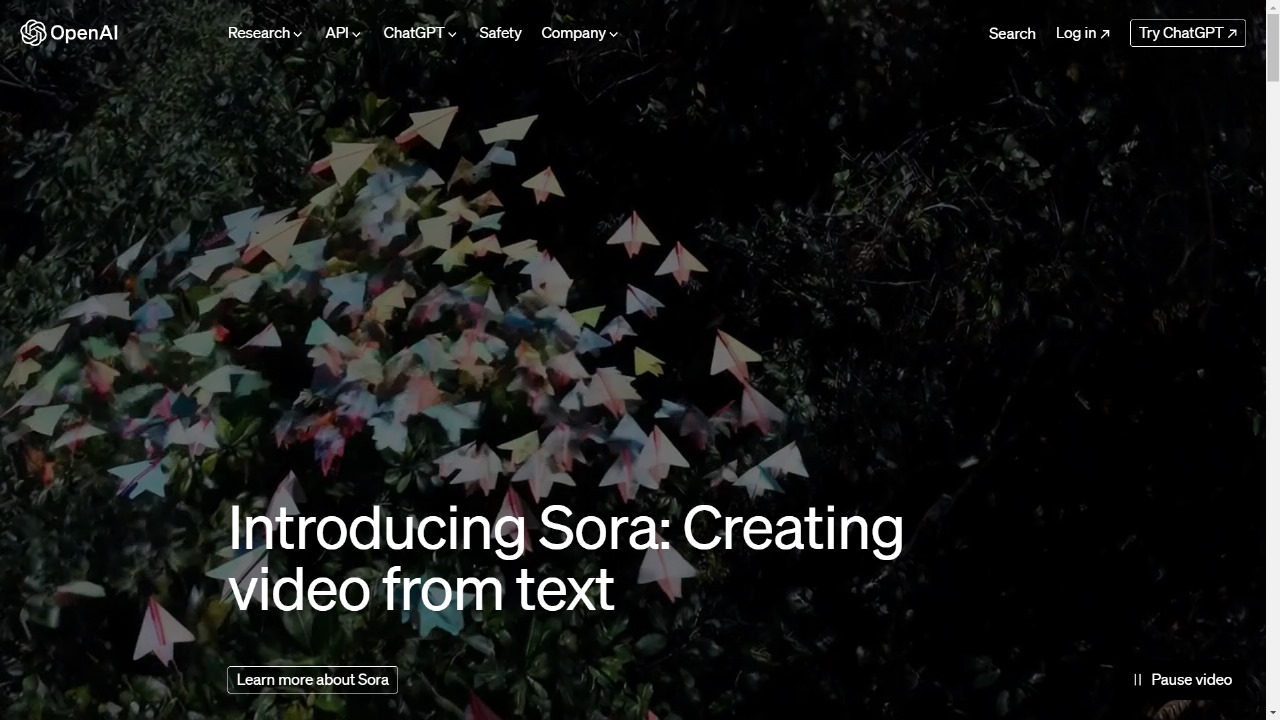 OpenAI
Research
API
ChatGPT
Safety
Company
Search
Log in ↗
Try ChatGPT ↗
Introducing Sora: Creating
video from text
Learn more about Sora
Pause video